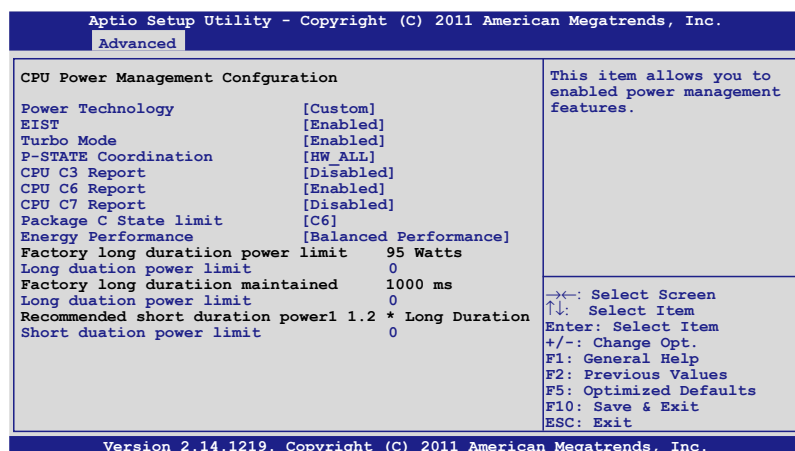 Aptio Setup Utility - Copyright (C) 2011 American Megatrends, Inc.
Advanced
CPU Power Management Confguration
Power Technology [Custom]
EIST [Enabled]
Turbo Mode [Enabled]
P-STATE Coordination [HW_ALL]
CPU C3 Report [Disabled]
CPU C6 Report [Enabled]
CPU C7 Report [Disabled]
Package C State limit [C6]
Energy Performance [Balanced Performance]
Factory long duratiion power limit 95 Watts
Long duation power limit 0
Factory long duratiion maintained 1000 ms
Long duation power limit 0
Recommended short duration power1 1.2 * Long Duration
Short duation power limit 0
This item allows you to
enabled power management
features.
→←: Select Screen
↑↓: Select Item
Enter: Select Item
+/-: Change Opt.
F1: General Help
F2: Previous Values
F5: Optimized Defaults
F10: Save & Exit
ESC: Exit
Version 2.14.1219. Copyright (C) 2011 American Megatrends, Inc.